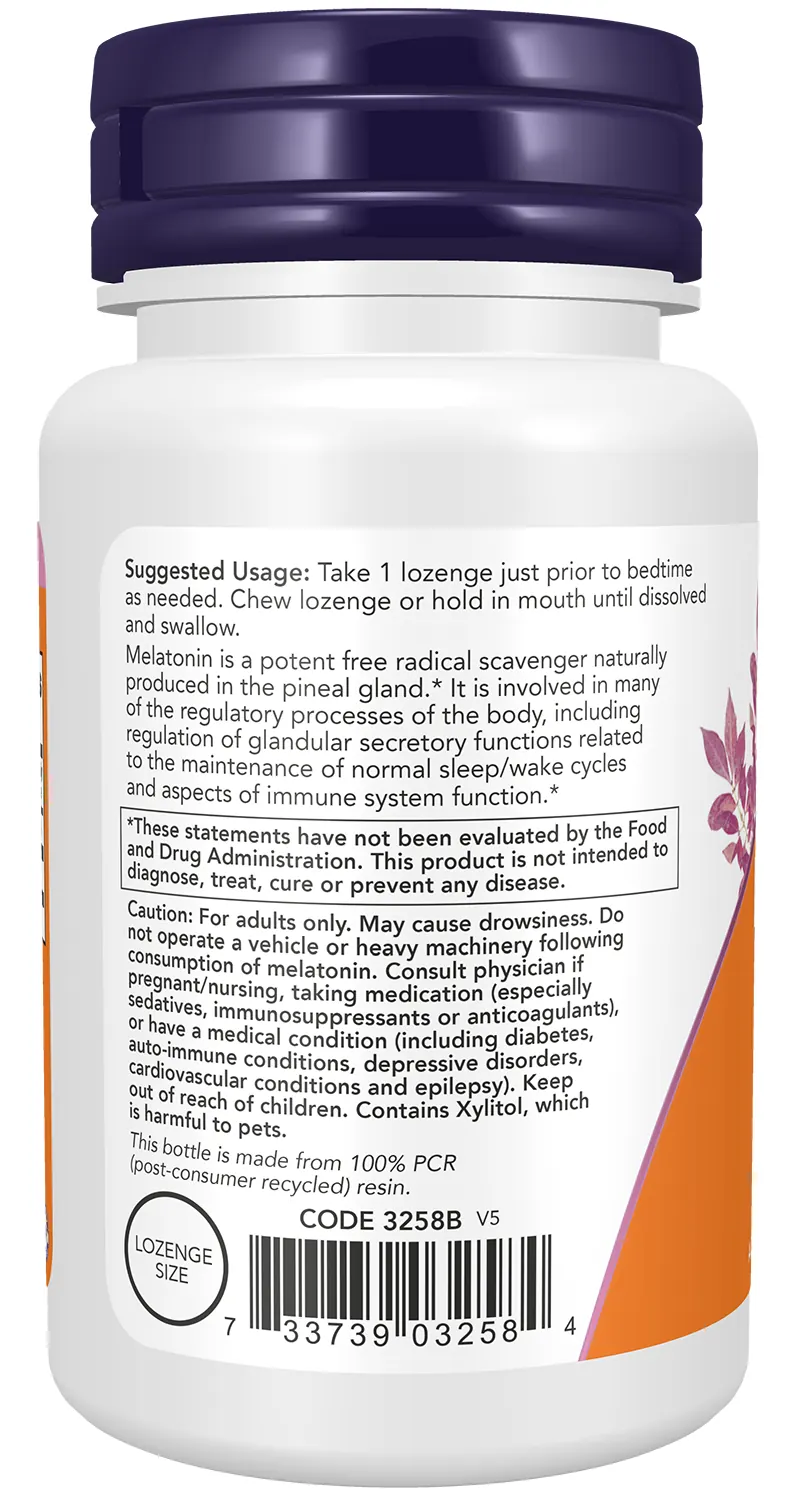 Suggested Usage: Take 1 lozenge just prior to bedtime
as needed. Chew lozenge or hold in mouth until dissolved
and swallow.
Melatonin is a potent free radical scavenger naturally
produced in the pineal gland.* It is involved in many
of the regulatory processes of the body, including
regulation of glandular secretory functions related
to the maintenance of normal sleep/wake cycles
and aspects of immune system function.*
*These statements have not been evaluated by the Food
and Drug Administration. This product is not intended to
diagnose, treat, cure or prevent any disease.
Caution: For adults only. May cause drowsiness. Do
not operate a vehicle or heavy machinery following
consumption of melatonin. Consult physician if
pregnant/nursing, taking medication (especially
sedatives, immunosuppressants or anticoagulants),
or have a medical condition (including diabetes,
auto-immune conditions, depressive disorders,
cardiovascular conditions and epilepsy). Keep
out of reach of children. Contains Xylitol, which
is harmful to pets.
This bottle is made from 100% PCR
(post-consumer recycled) resin.
CODE 3258B V5
LOZENGE
SIZE
7 33739 03258 4